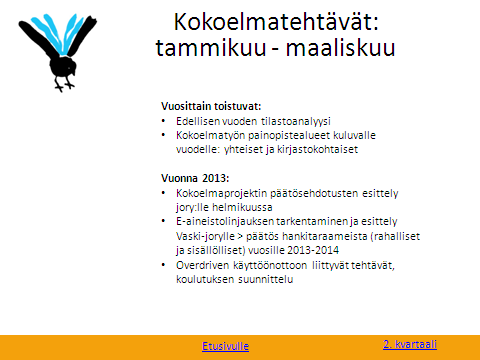 Kokoelmatehtävät:
tammikuu - maaliskuu
Vuosittain toistuvat:
• Edellisen vuoden tilastoanalyysi
• Kokoelmatyön painopistealueet kuluvalle
vuodelle: yhteiset ja kirjastokohtaiset
Vuonna 2013:
• Kokoelmaprojektin päätösehdotusten esittely
jory:lle helmikuussa
• E-aineistolinjauksen tarkentaminen ja esittely
Vaski-jorylle > päätös hankitaraameista (rahalliset
ja sisällölliset) vuosille 2013-2014
• Overdriven käyttöönottoon liittyvät tehtävät,
koulutuksen suunnittelu
Etusivulle
2. kvartaali